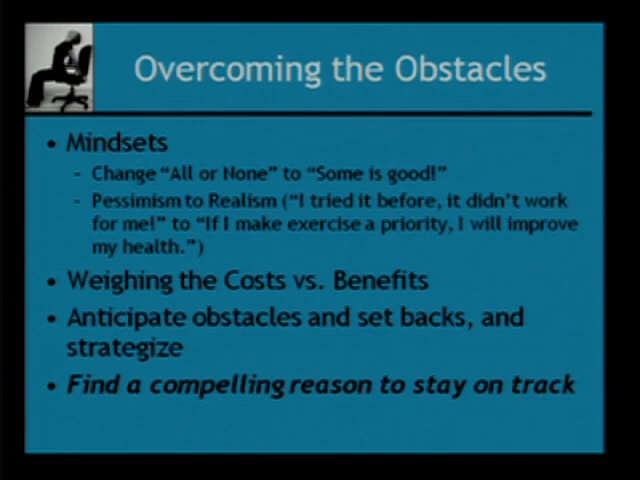 Overcoming the Obstacles
• Mindsets
- Change “All or None” to “Some is good!”
- Pessimism to Realism (“I tried it before, it didn’t work
for me!” to “If I make exercise a priority, I will improve
my health.”)
• Weighing the Costs vs. Benefits
• Anticipate obstacles and set backs, and
strategize
• Find a compelling reason to stay on track